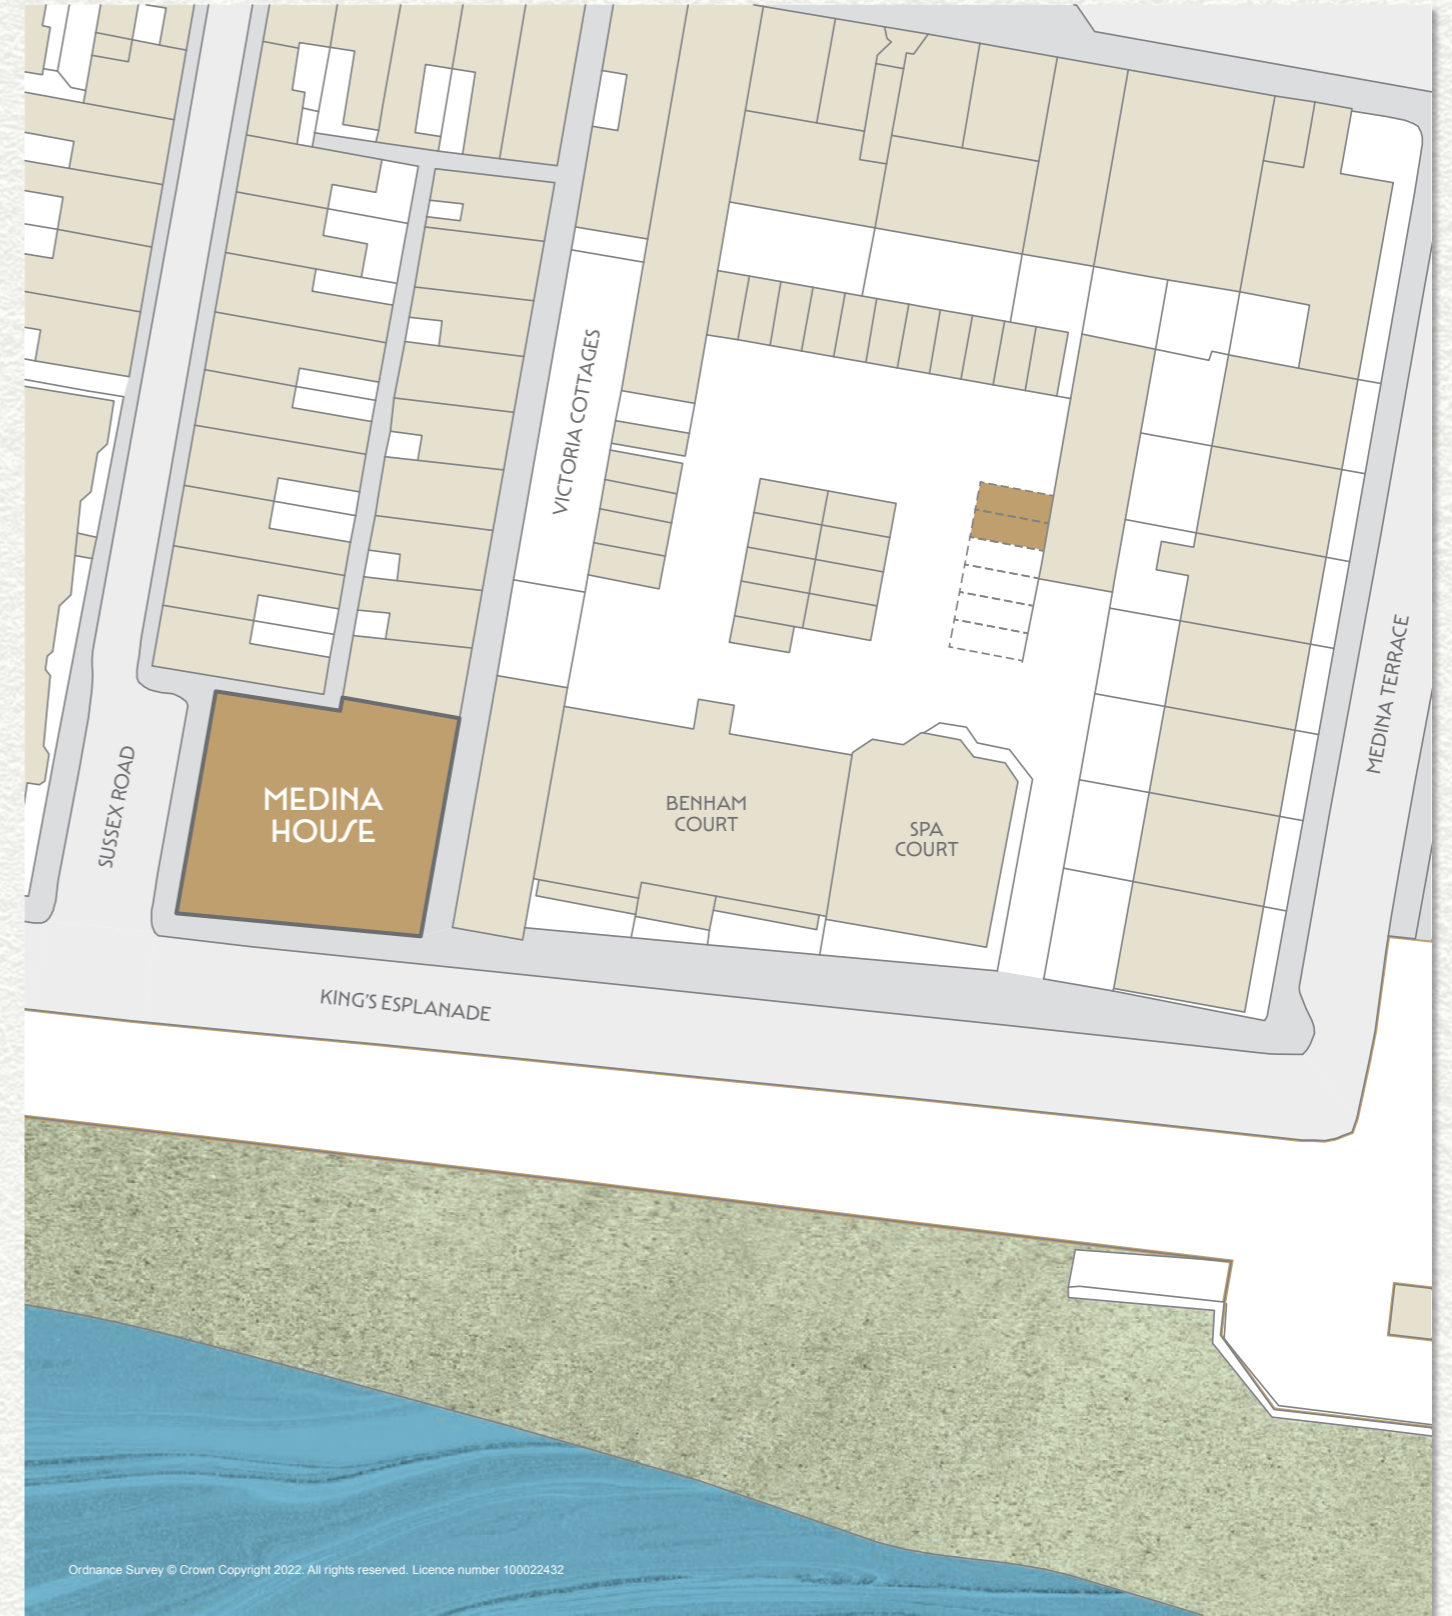 VICTORIA COTTAGES
MEDINA TERRACE
SUSSEX ROAD
MEDINA
HOUSE
BENHAM
COURT
SPA
COURT
KING'S ESPLANADE
Ordnance Survey © Crown Copyright 2022. All rights reserved. Licence number 100022432